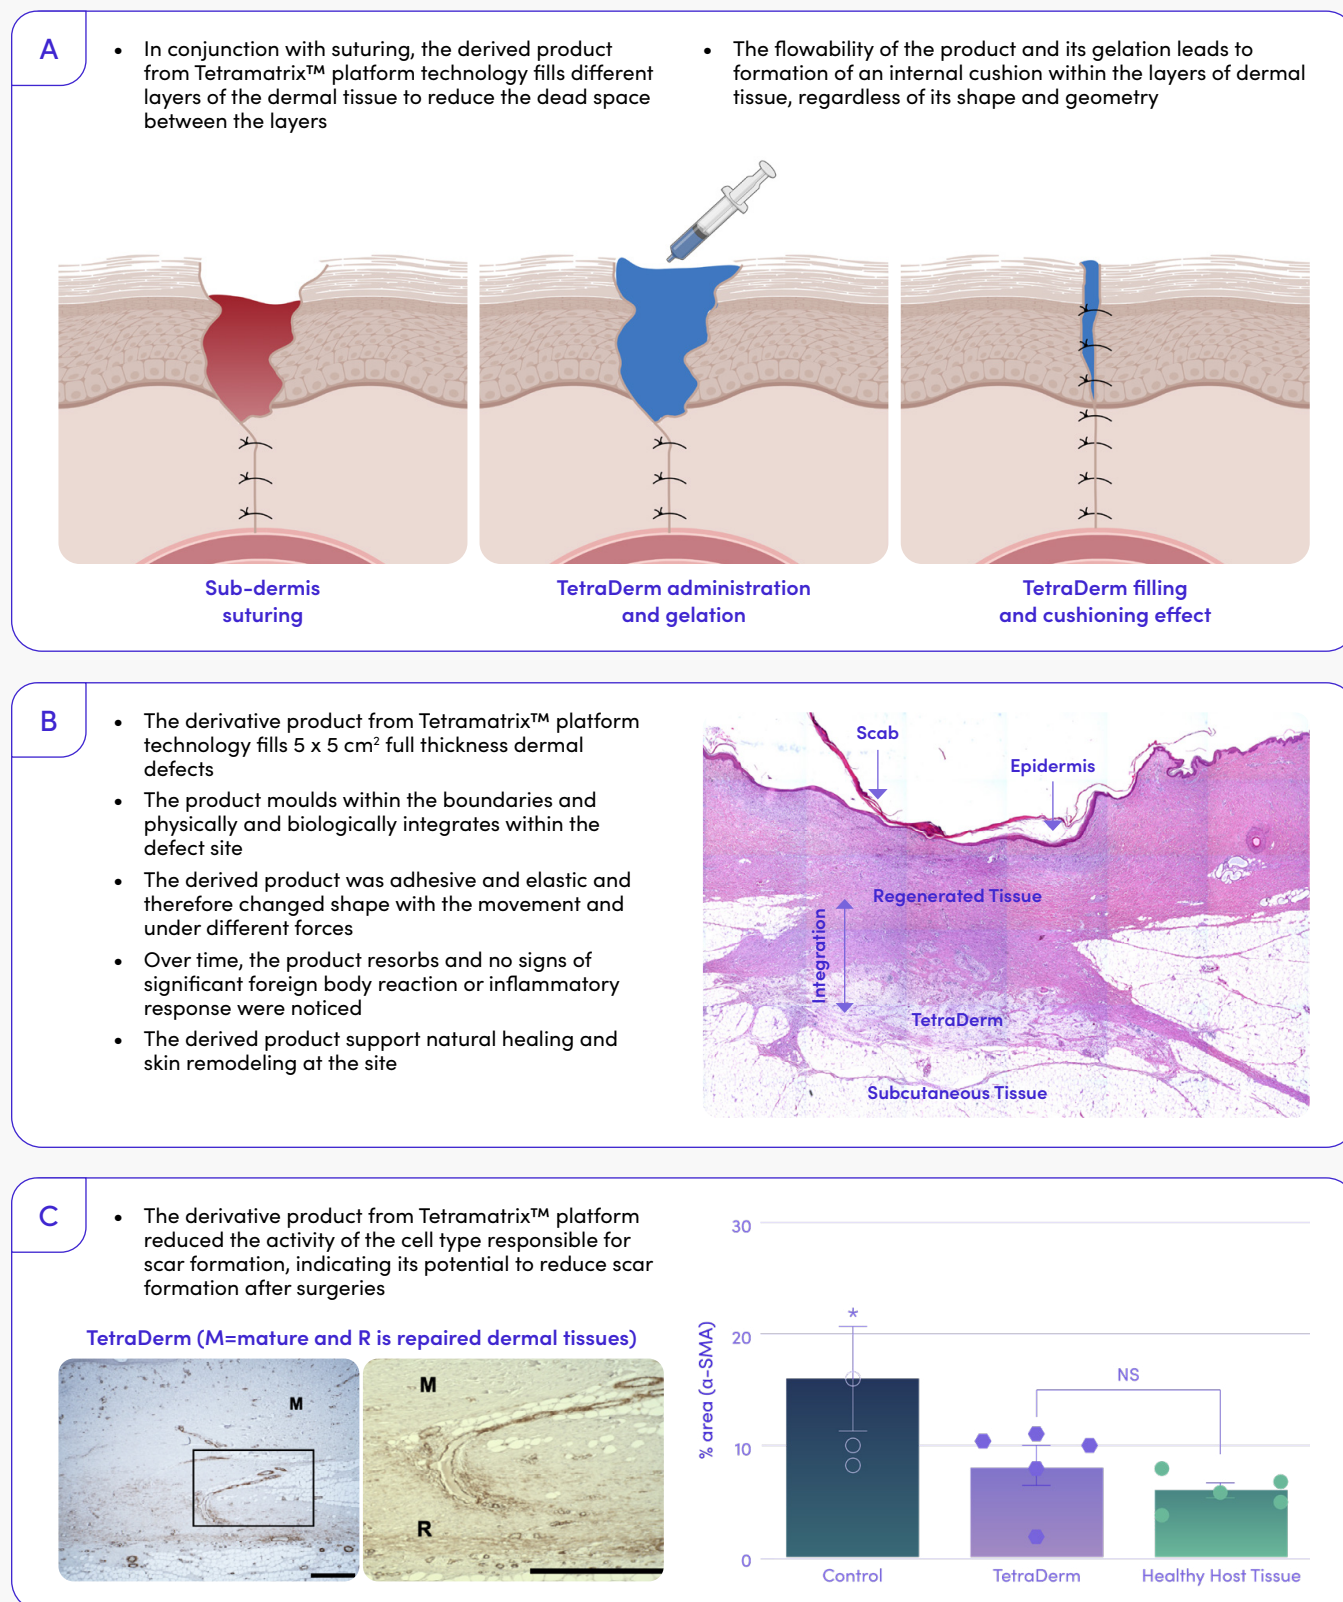 A
• In conjunction with suturing, the derived product
from Tetramatrix™ platform technology fills different
layers of the dermal tissue to reduce the dead space
between the layers
• The flowability of the product and its gelation leads to
formation of an internal cushion within the layers of dermal
tissue, regardless of its shape and geometry
Sub-dermis
suturing
TetraDerm administration
and gelation
TetraDerm filling
and cushioning effect
B
• The derivative product from Tetramatrix™ platform
technology fills 5 x 5 cm² full thickness dermal
defects
• The product moulds within the boundaries and
physically and biologically integrates within the
defect site
• The derived product was adhesive and elastic and
therefore changed shape with the movement and
under different forces
• Over time, the product resorbs and no signs of
significant foreign body reaction or inflammatory
response were noticed
• The derived product support natural healing and
skin remodeling at the site
Scab
Epidermis
Regenerated Tissue
Integration
TetraDerm
Subcutaneous Tissue
C
• The derivative product from Tetramatrix™ platform
reduced the activity of the cell type responsible for
scar formation, indicating its potential to reduce scar
formation after surgeries
TetraDerm (M=mature and R is repaired dermal tissues)
M
M
R
% area (α-SMA)
30
20
10
0
*
NS
Control
TetraDerm
Healthy Host Tissue